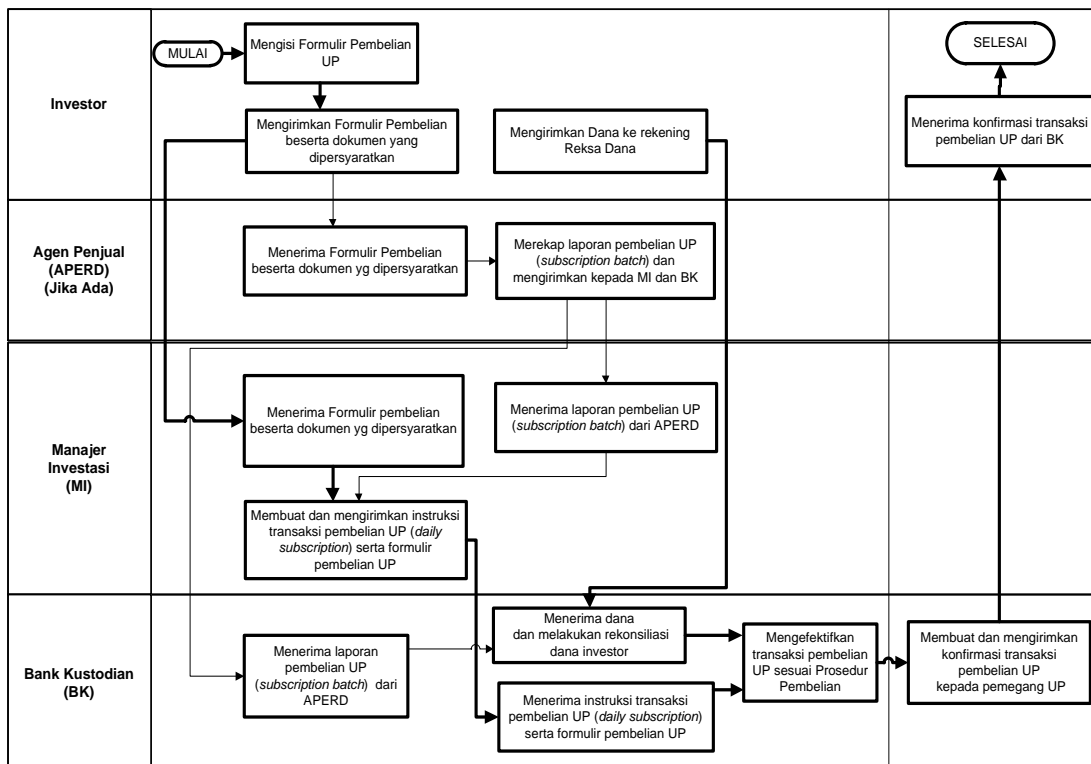 Investor
MULAI
Mengisi Formulir Pembelian
UP
Mengirimkan Formulir Pembelian
beserta dokumen yang
dipersyaratkan
Mengirimkan Dana ke rekening
Reksa Dana
SELESAI
Menerima konfirmasi transaksi
pembelian UP dari BK
Agen Penjual
(APERD)
(Jika Ada)
Menerima Formulir Pembelian
beserta dokumen yg dipersyaratkan
Merekap laporan pembelian UP
(subscription batch) dan
mengirimkan kepada MI dan BK
Manajer
Investasi
(MI)
Menerima Formulir pembelian
beserta dokumen yg dipersyaratkan
Menerima laporan pembelian UP
(subscription batch) dari APERD
Membuat dan mengirimkan instruksi
transaksi pembelian UP (daily
subscription) serta formulir
pembelian UP
Bank Kustodian
(BK)
Menerima laporan
pembelian UP
(subscription batch) dari
APERD
Menerima dana
dan melakukan rekonsiliasi
dana investor
Menerima instruksi transaksi
pembelian UP (daily subscription)
serta formulir pembelian UP
Mengefektifkan
transaksi pembelian
UP sesuai Prosedur
Pembelian
Membuat dan mengirimkan
konfirmasi transaksi
pembelian UP
kepada pemegang UP